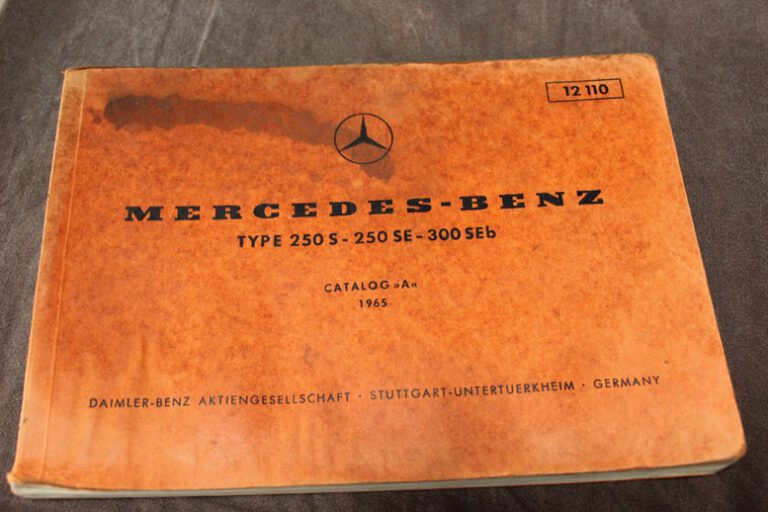 12 110
MERCEDES-BENZ
TYPE 250 S - 250 SE - 300 SEb
CATALOG »A«
1965
DAIMLER-BENZ AKTIENGESELLSCHAFT · STUTTGART-UNTERTUERKHEIM · GERMANY